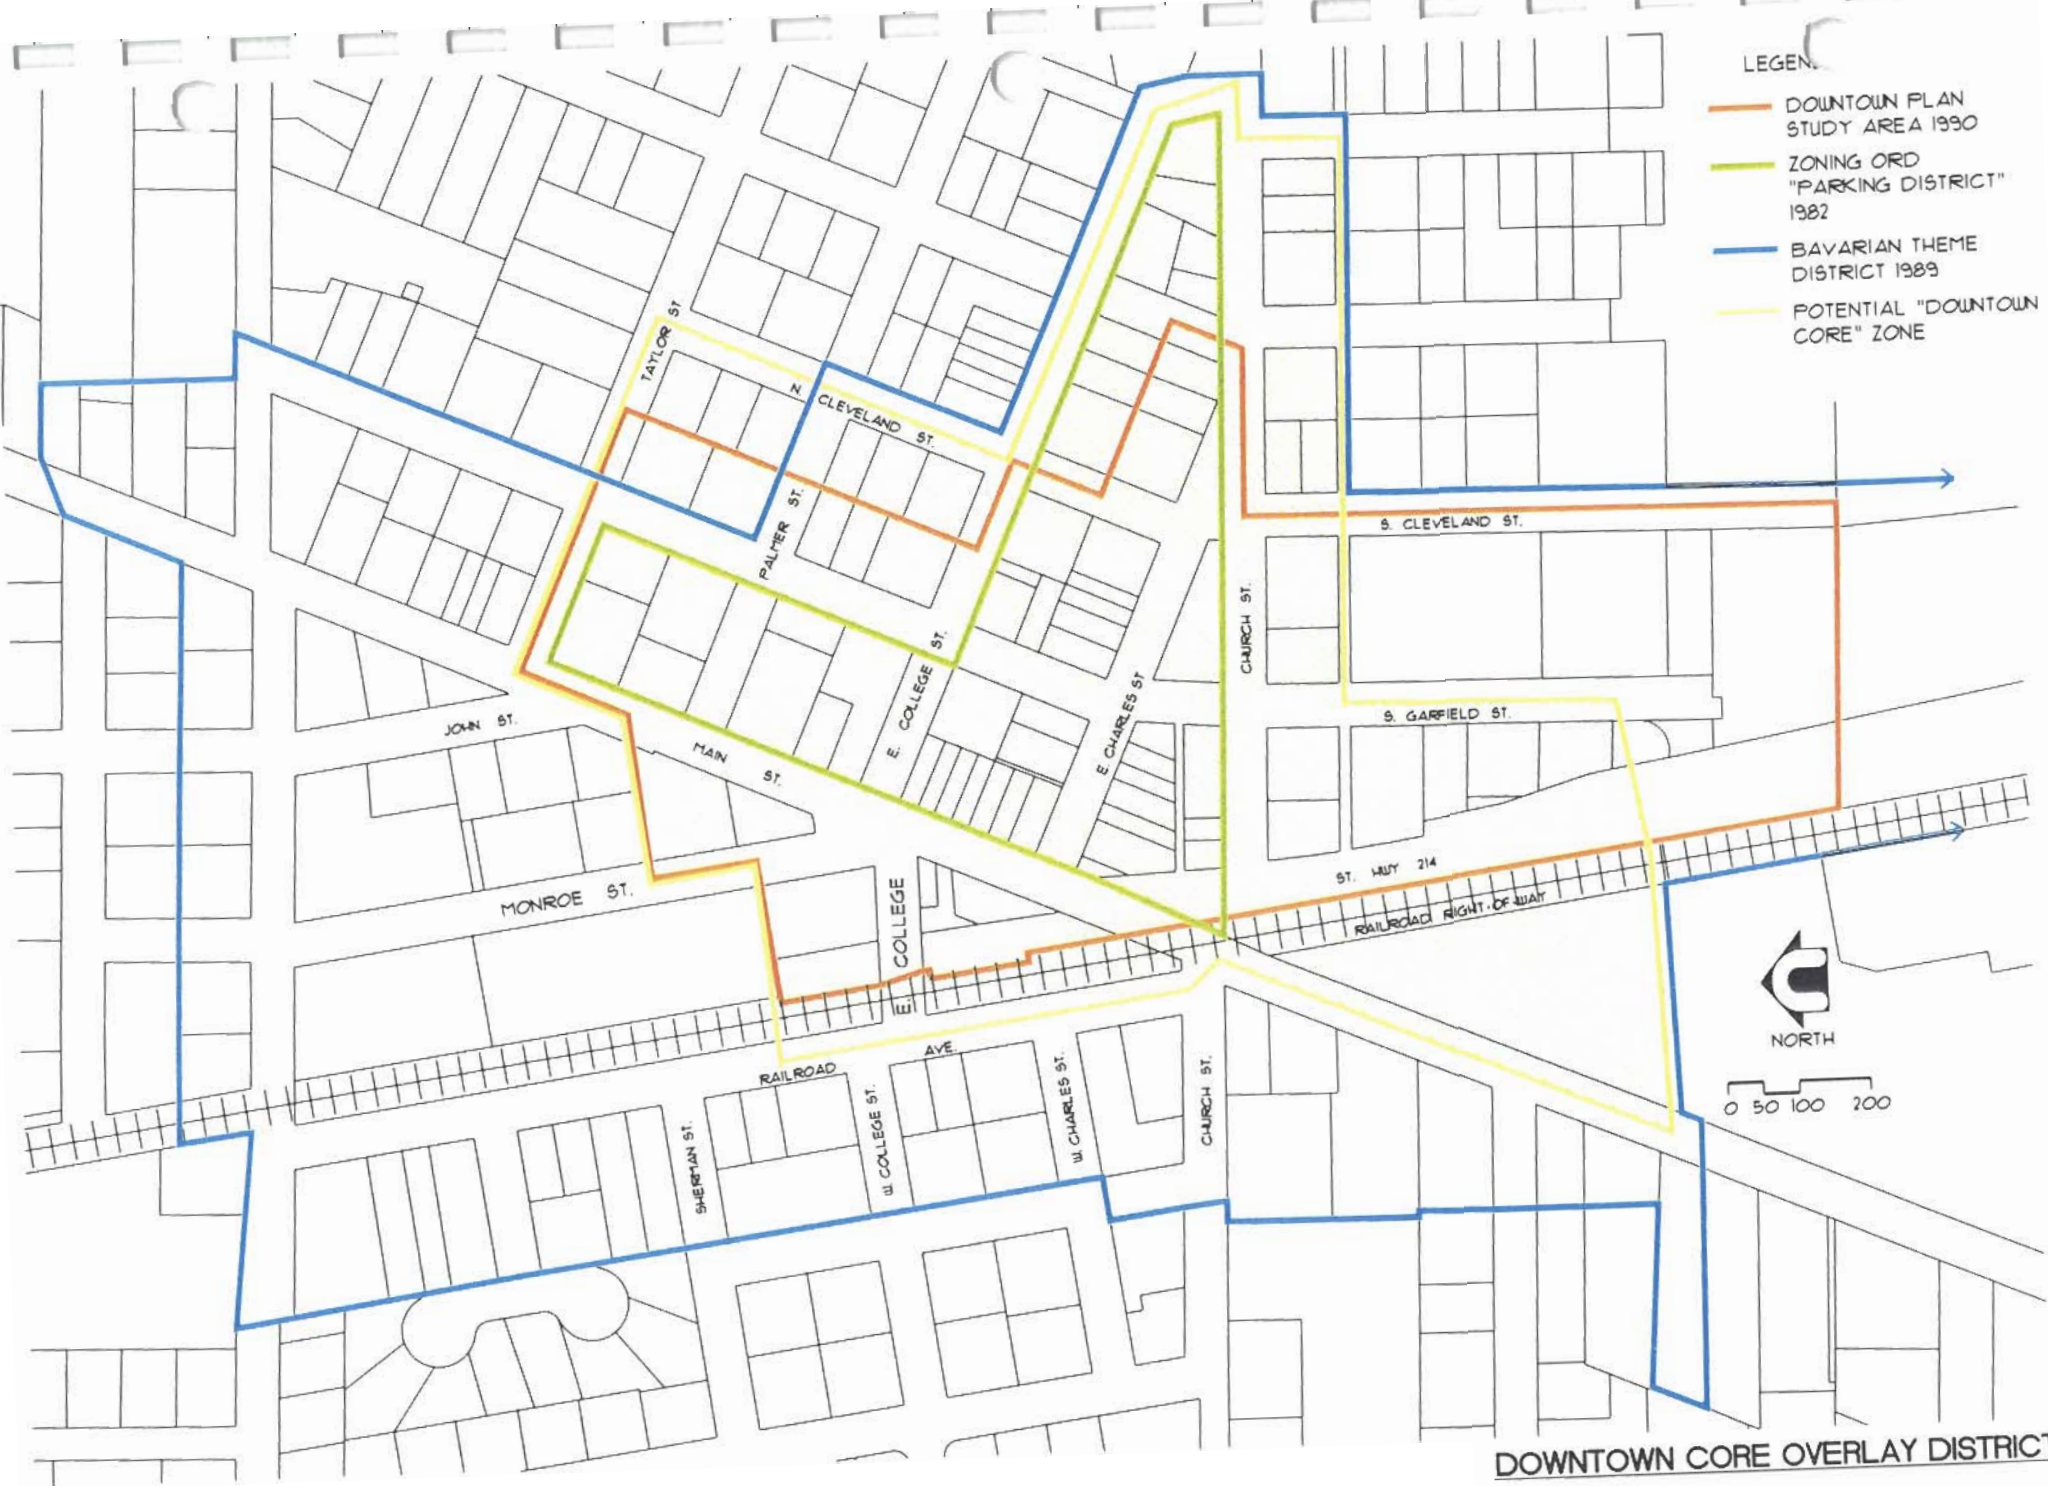 LEGEN
DOWNTOWN PLAN
STUDY AREA 1990
ZONING ORD
"PARKING DISTRICT"
1982
BAVARIAN THEME
DISTRICT 1989
POTENTIAL "DOWNTOWN
CORE" ZONE
TAYLOR ST
N. CLEVELAND ST.
PALMER ST.
S. CLEVELAND ST.
CHURCH ST.
E. COLLEGE ST.
E. CHARLES ST
S. GARFIELD ST.
JOHN ST.
MAIN ST.
MONROE ST.
E. COLLEGE
ST. HWY 214
RAILROAD RIGHT-OF-WAY
NORTH
0 50 100 200
RAILROAD AVE.
SHERMAN ST.
W. COLLEGE ST.
W. CHARLES ST.
CHURCH ST.
DOWNTOWN CORE OVERLAY DISTRICT